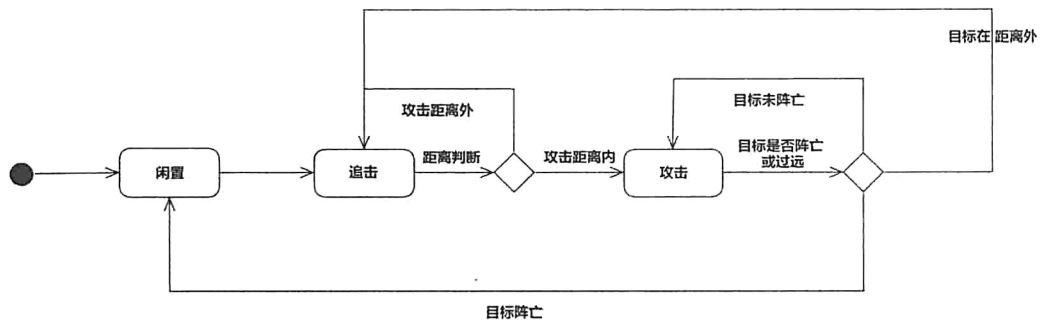 目标在 距离外
攻击距离外
目标未阵亡
闲置
追击
距离判断
攻击距离内
攻击
目标是否阵亡
或过远
目标阵亡